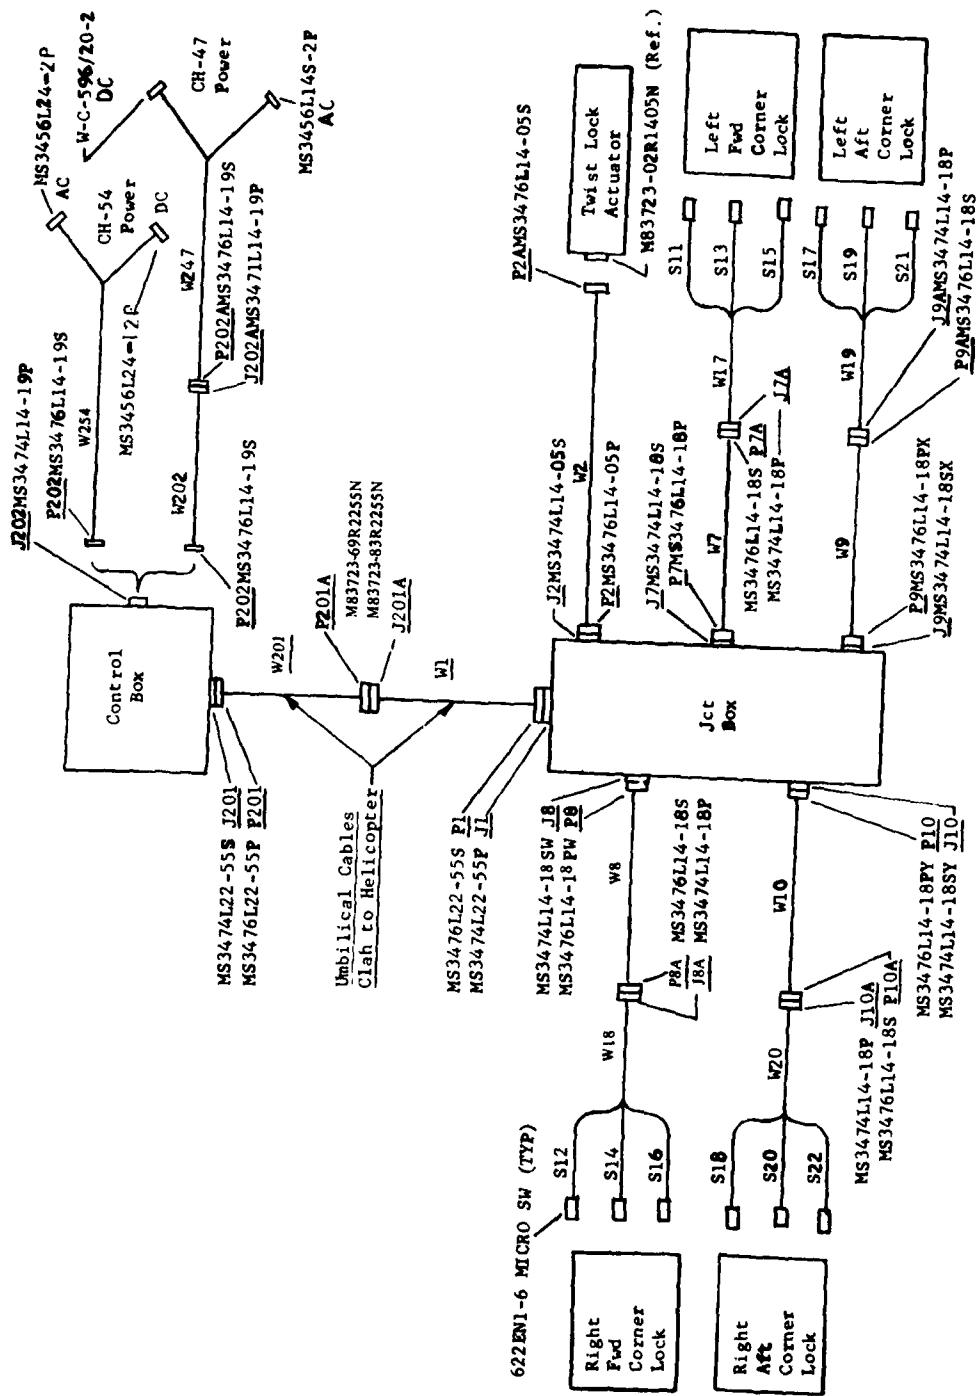 MS3456L24-2P
AC
W-C-596/20-2
DC
CH-54
Power
DC
CH-47
Power
MS3456L14S-2P
AC
MS3456L24-12P
J202MS3474L14-19P
P202MS3476L14-19S
W254
W247
P202AMS3476L14-19S
J202AMS3471L14-19P
W202
P202MS3476L14-19S
Control
Box
MS3474L22-55S J201
MS3476L22-55P P201
W201
P201A
M83723-69R2255N
M83723-83R2255N
J201A
W1
Umbilical Cables
Clah to Helicopter
MS3476L22-55S P1
MS3474L22-55P J1
Jct
Box
J2MS3474L14-05S
P2MS3476L14-05P
W2
P2AMS3476L14-05S
Twist Lock
Actuator
M83723-02R1405N (Ref.)
J7MS3474L14-18S
P7MS3476L14-18P
W7
MS3476L14-18S P7A
MS3474L14-18P J7A
W17
S11
S13
S15
Left
Fwd
Corner
Lock
P9MS3476L14-18PX
J9MS3474L14-18SX
W9
W19
J9AMS3474L14-18P
P9AMS3476L14-18S
S17
S19
S21
Left
Aft
Corner
Lock
MS3474L14-18SW J8
MS3476L14-18PW P8
W8
P8A MS3476L14-18S
J8A MS3474L14-18P
W18
S12
S14
S16
622EN1-6 MICRO SW (TYP)
Right
Fwd
Corner
Lock
MS3476L14-18PY P10
MS3474L14-18SY J10
W10
MS3474L14-18P J10A
MS3476L14-18S P10A
W20
S18
S20
S22
Right
Aft
Corner
Lock